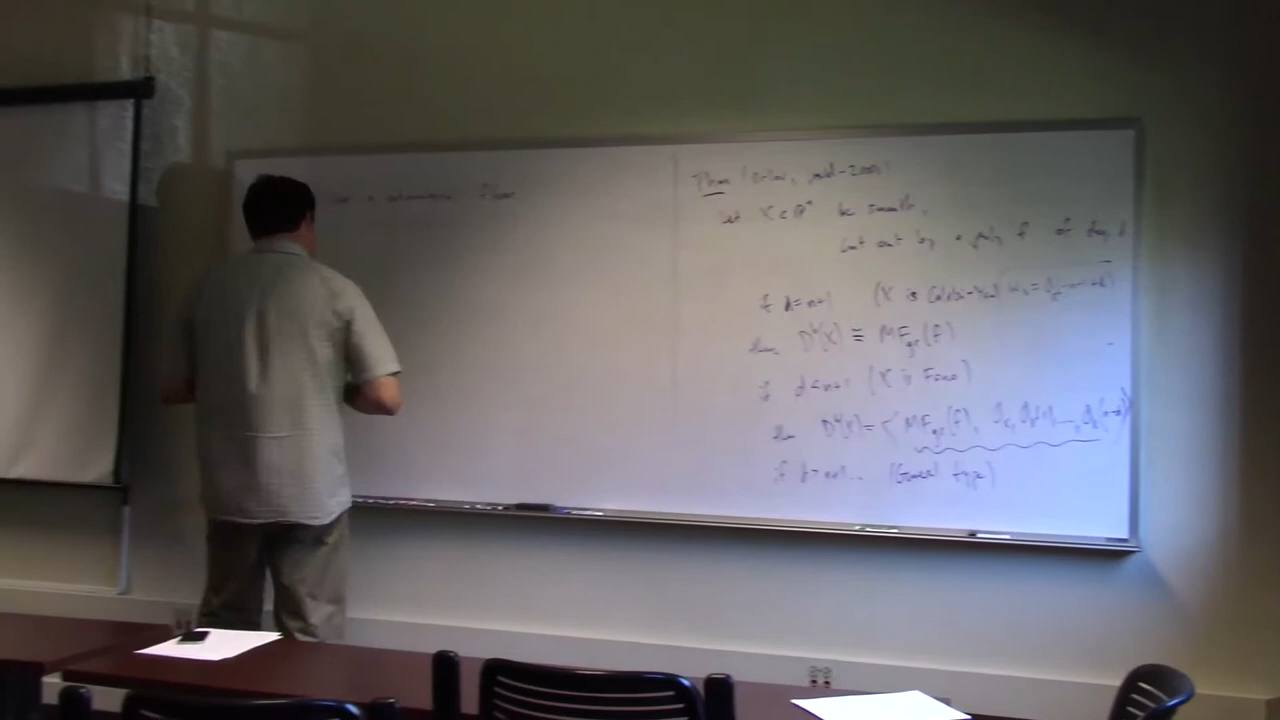 Thm (Orlov, mid-2000s)
Let X ⊂ ℙⁿ be smooth,
cut out by a poly f of deg d
if d=n+1 (X is Calabi-Yau)
then Dᵇ(X) ≅ MF_gr(f)
if d<n+1 (X is Fano)
then Dᵇ(X) = ⟨MF_gr(f), O_X, O_X(1), ..., O_X(n-d)⟩
if d>n+1... (General type)